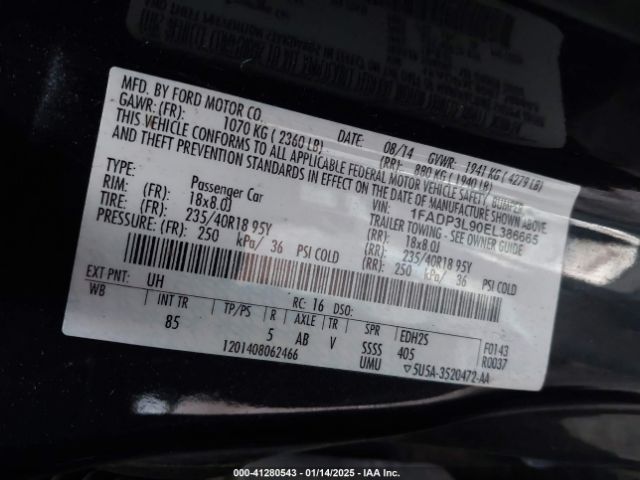 MFD. BY FORD MOTOR CO.
DATE: 08/14 GVWR: 1941 KG ( 4279 LB)
GAWR: (FR): 1070 KG ( 2360 LB) (RR): 880 KG ( 1940 LB)
THIS VEHICLE CONFORMS TO ALL APPLICABLE FEDERAL MOTOR VEHICLE SAFETY, BUMPER,
AND THEFT PREVENTION STANDARDS IN EFFECT ON THE DATE OF MANUFACTURE SHOWN ABOVE.
VIN: 1FADP3L90EL386665
TYPE: Passenger Car TRAILER TOWING - SEE OWNER GUIDE
RIM: (FR): 18x8.0J (RR): 18x8.0J
TIRE: (FR): 235/40R18 95Y (RR): 235/40R18 95Y
PRESSURE: (FR): 250 kPa/ 36 PSI COLD (RR): 250 kPa/ 36 PSI COLD
EXT PNT: UH RC: 16 DSO:
WB INT TR TP/PS R AXLE TR SPR EDH2S F0143
85 5 AB V SSSS 405 R0037
1201408062466 UMU ▽5U5A-3520472-AA
000-41280543 - 01/14/2025 - IAA Inc.